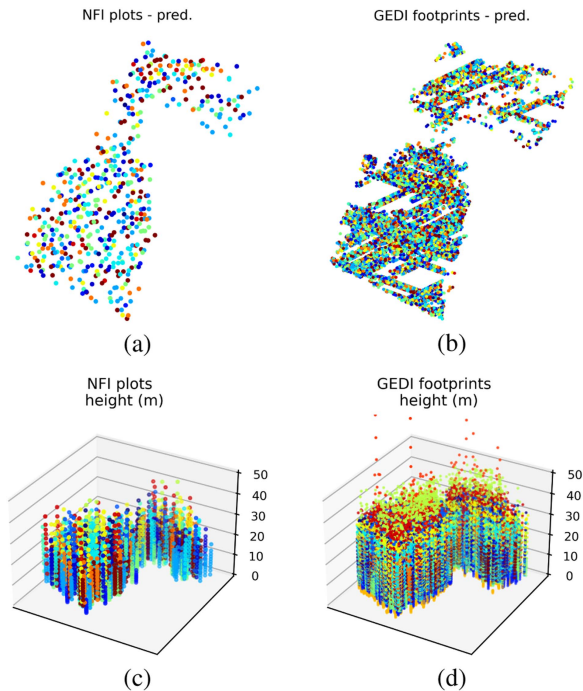 NFI plots - pred.
GEDI footprints - pred.
(a)
(b)
NFI plots
height (m)
GEDI footprints
height (m)
50
40
30
20
10
0
50
40
30
20
10
0
(c)
(d)